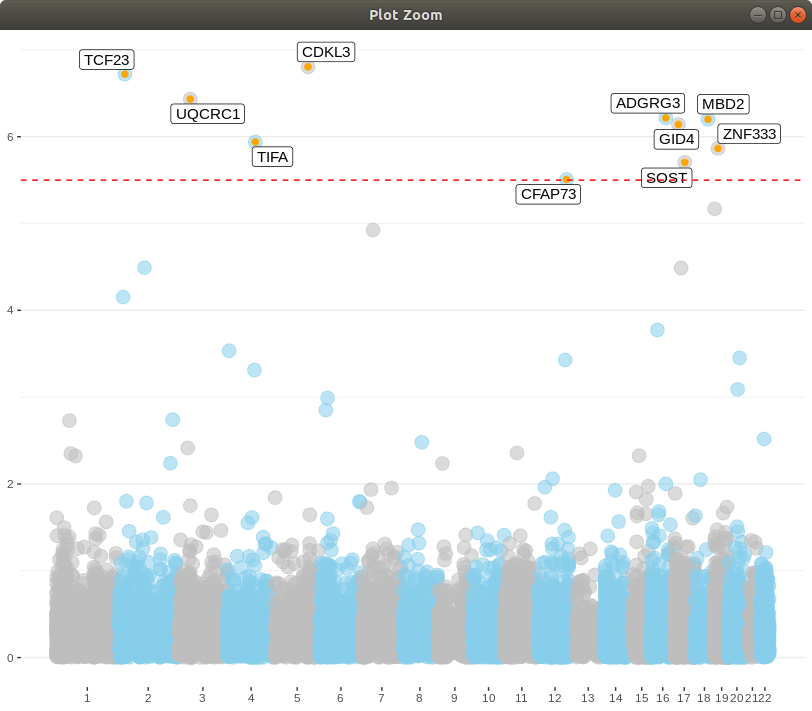 Plot Zoom
CDKL3
TCF23
ADGRG3
MBD2
UQCRC1
ZNF333
6
GID4
TIFA
SOST
CFAP73
4
2
0
1 2 3 4 5 6 7 8 9 10 11 12 13 14 15 16 17 18 19 20 21 22